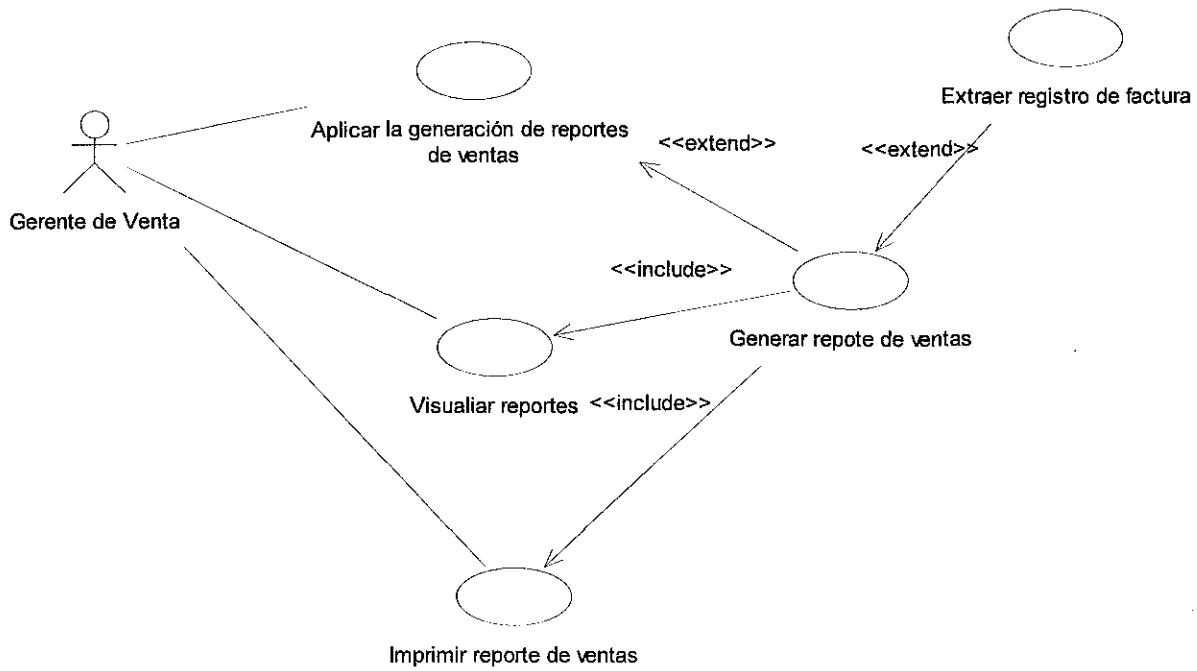 Extraer registro de factura
Aplicar la generación de reportes
de ventas
<<extend>>
<<extend>>
Gerente de Venta
<<include>>
Generar repote de ventas
Visualiar reportes
<<include>>
Imprimir reporte de ventas